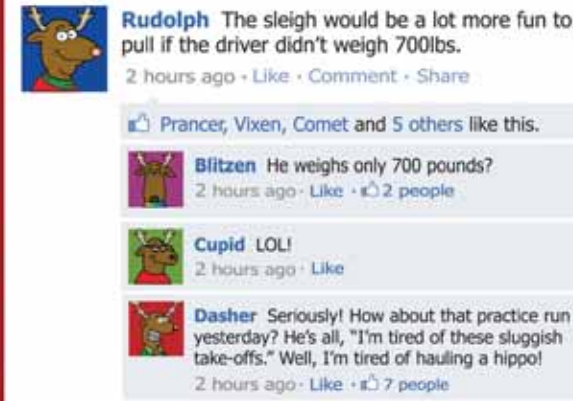 Rudolph The sleigh would be a lot more fun to
pull if the driver didn't weigh 700lbs.
2 hours ago · Like · Comment · Share
Prancer, Vixen, Comet and 5 others like this.
Blitzen He weighs only 700 pounds?
2 hours ago · Like · 2 people
Cupid LOL!
2 hours ago · Like
Dasher Seriously! How about that practice run
yesterday? He's all, "I'm tired of these sluggish
take-offs." Well, I'm tired of hauling a hippo!
2 hours ago · Like · 7 people